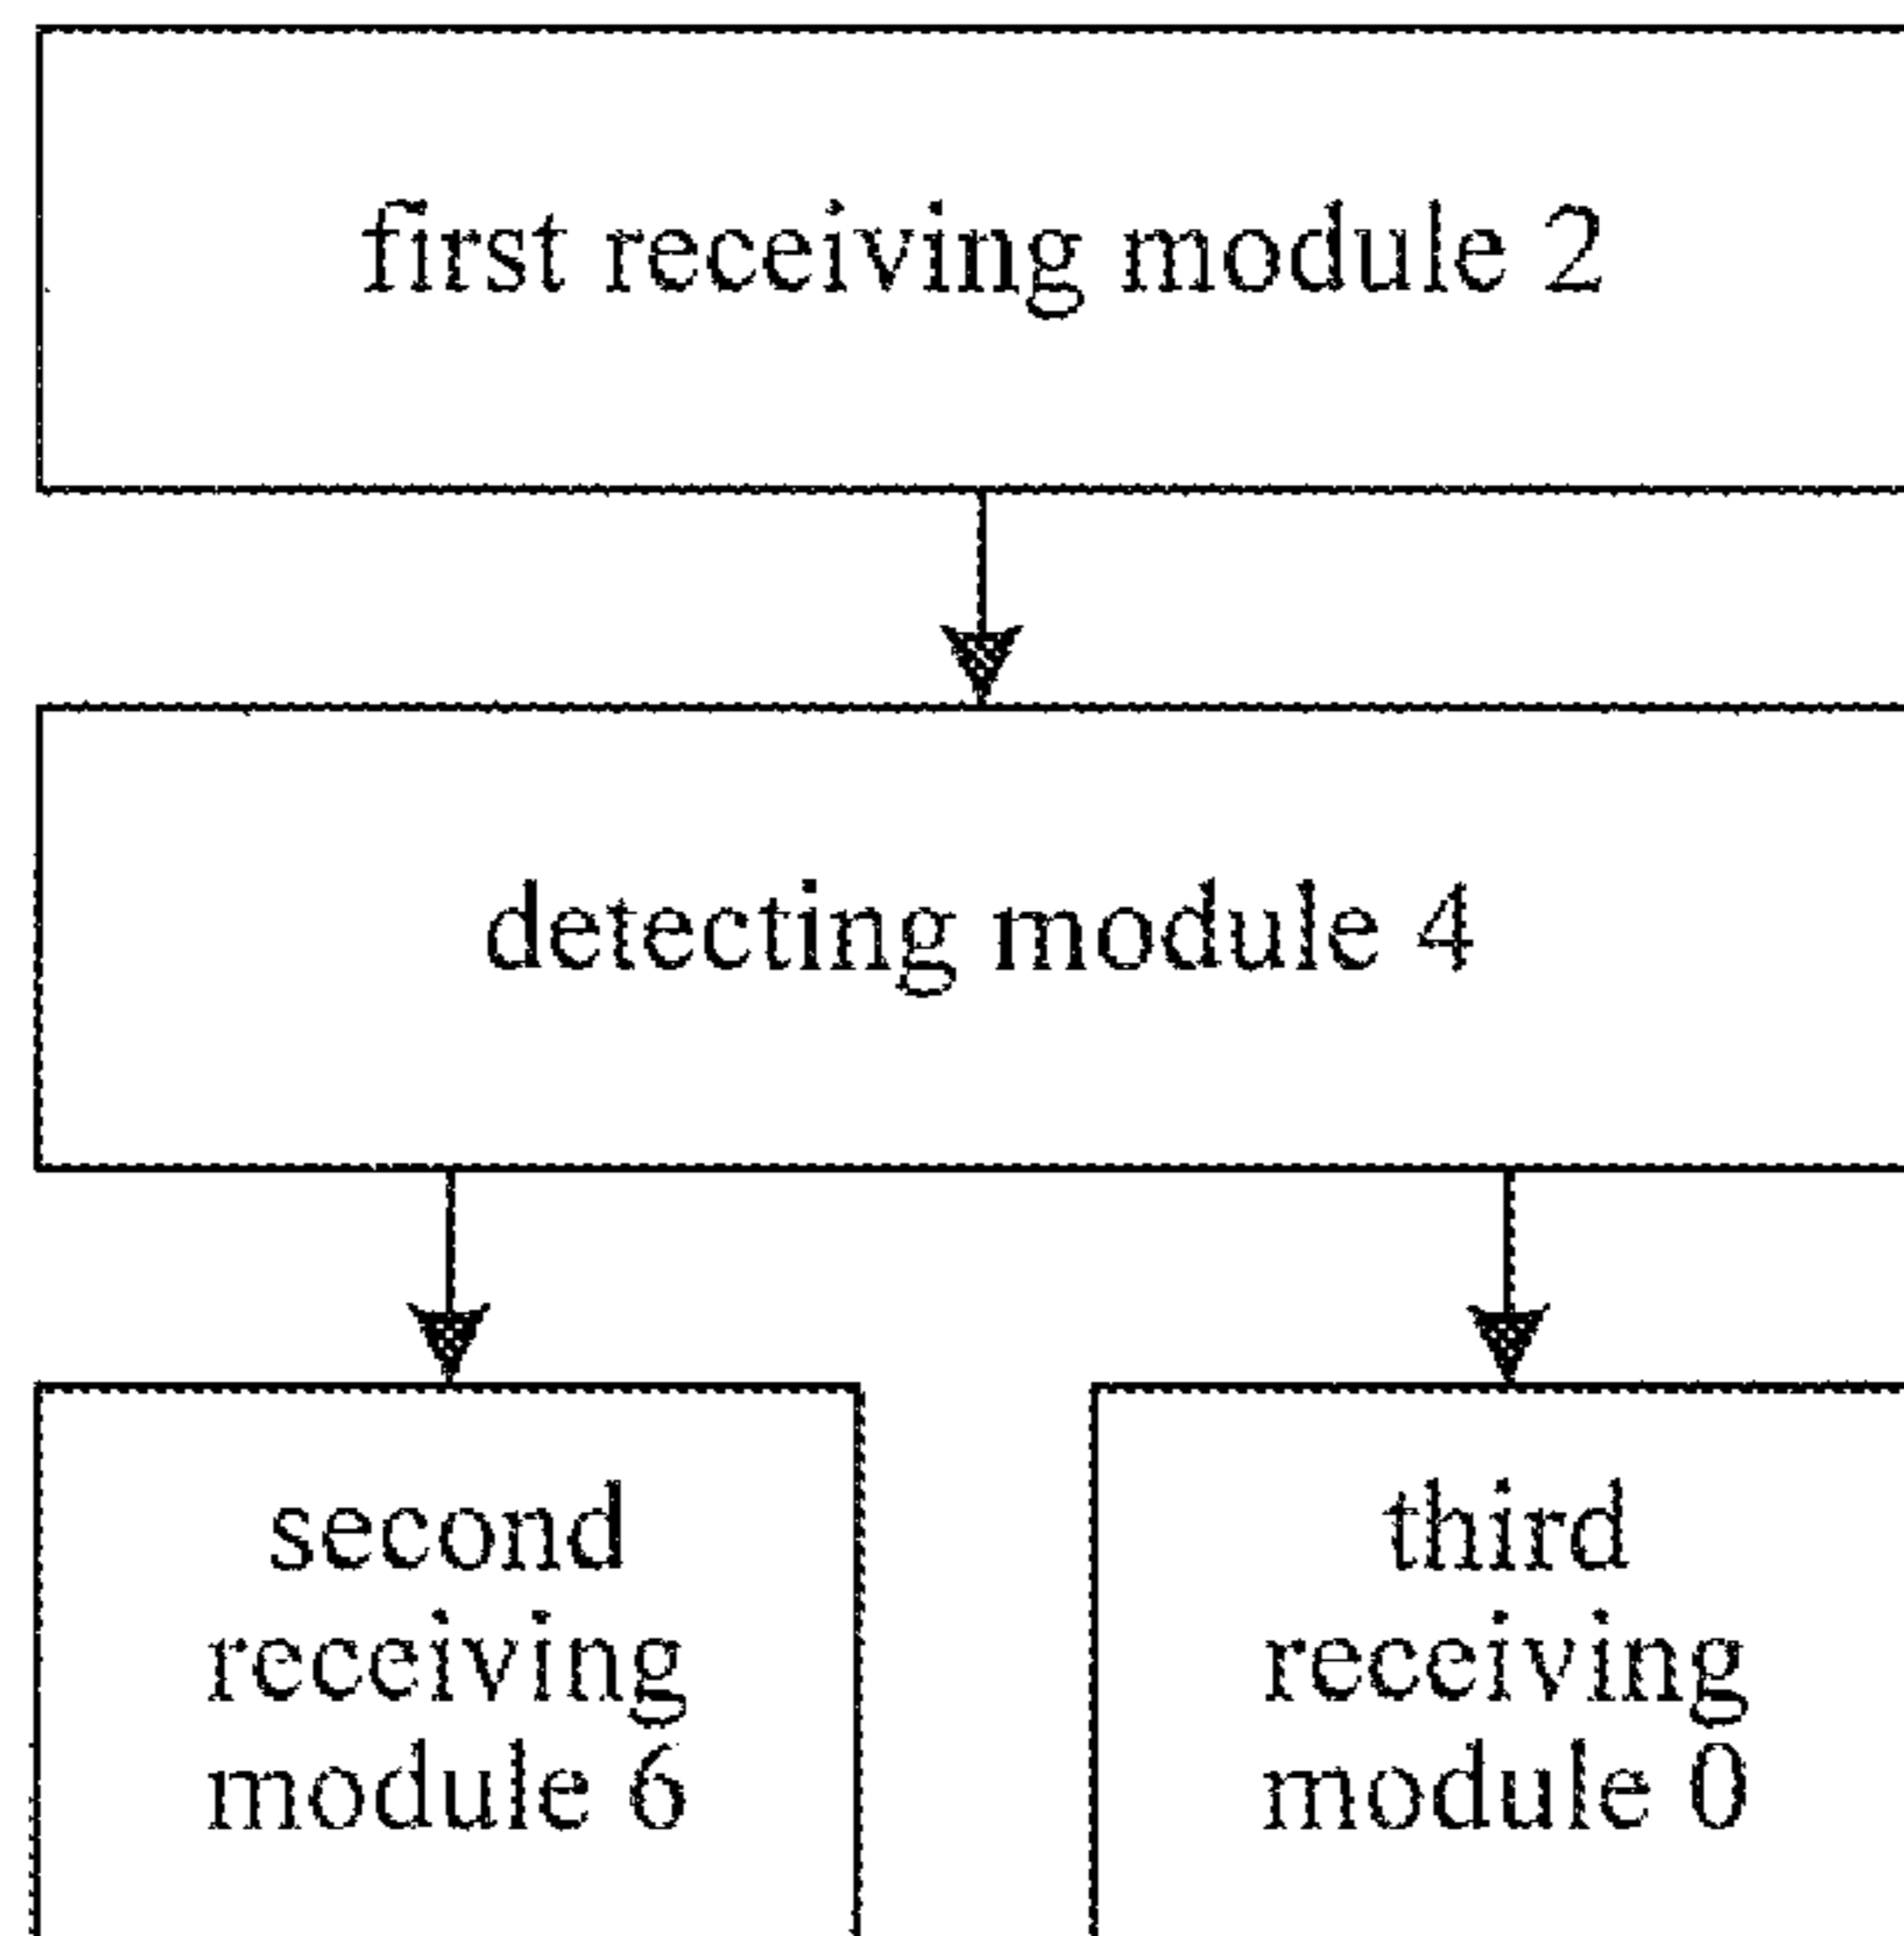 first receiving module 2
detecting module 4
second
receiving
module 6
third
receiving
module 0